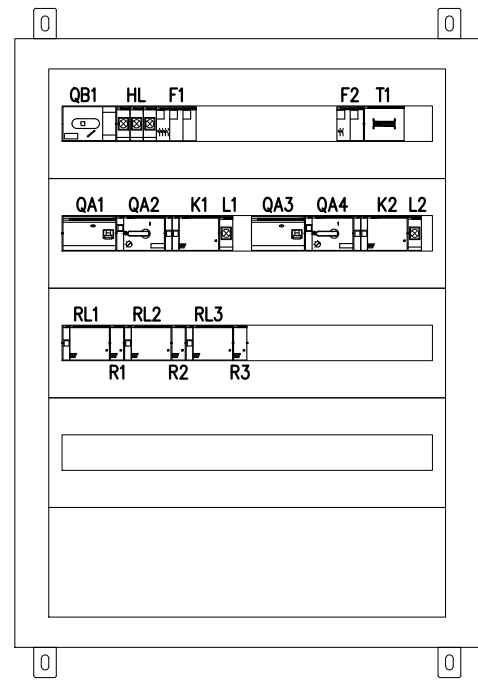 QB1 HL F1 F2 T1
QA1 QA2 K1 L1 QA3 QA4 K2 L2
RL1 RL2 RL3
R1 R2 R3